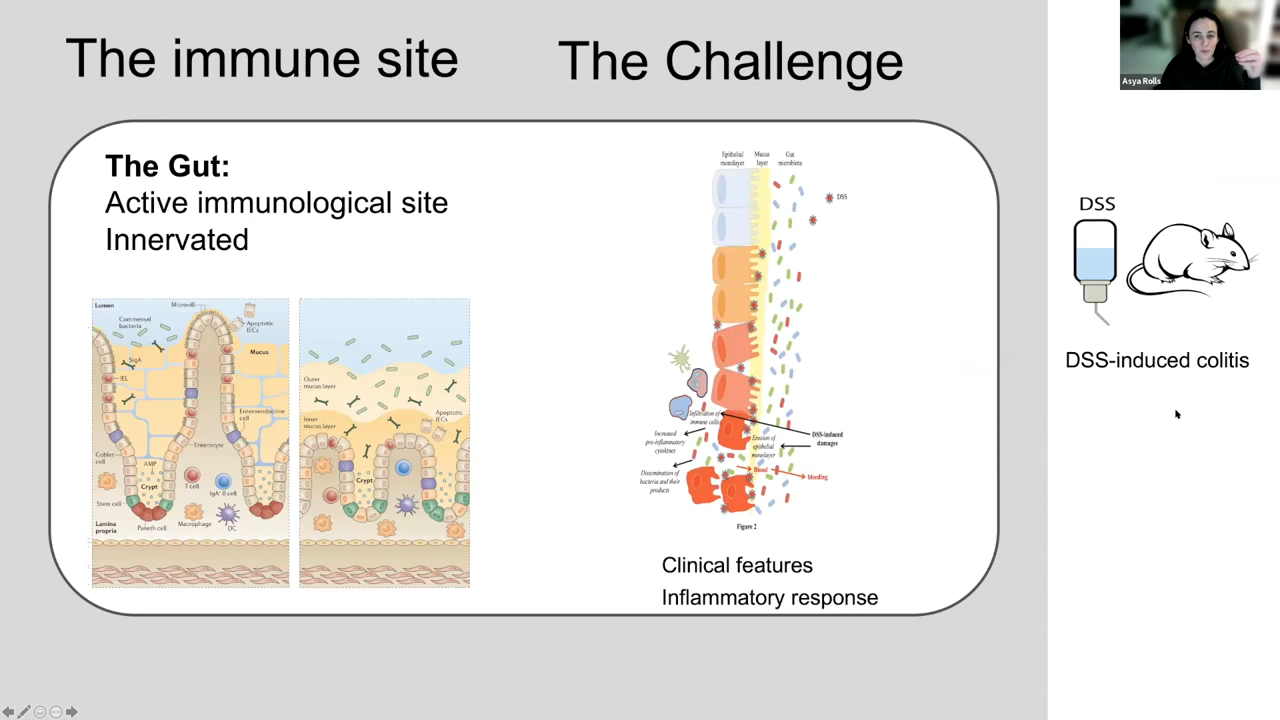 The immune site
The Challenge
Asya Rolls
The Gut:
Active immunological site
Innervated
Lumen
Microvilli
Commensal
bacteria
Apoptotic
IECs
SIgA
Mucus
IEL
Enteroendocrine
cell
Enterocyte
Goblet
cell
AMP
Crypt
T cell
IgA+ B cell
Stem cell
Macrophage
DC
Lamina
propria
Paneth cell
Outer
mucus layer
Inner
mucus layer
Apoptotic
IECs
Crypt
Epithelial
monolayer
Mucus
layer
Gut
microbiota
DSS
Infiltration of
immune cells
Increased
pro-inflammatory
cytokines
DSS-induced
damages
Erosion of
epithelial
monolayer
Dissemination of
bacteria and their
products
Blood
bleeding
Figure 2
Clinical features
Inflammatory response
DSS
DSS-induced colitis